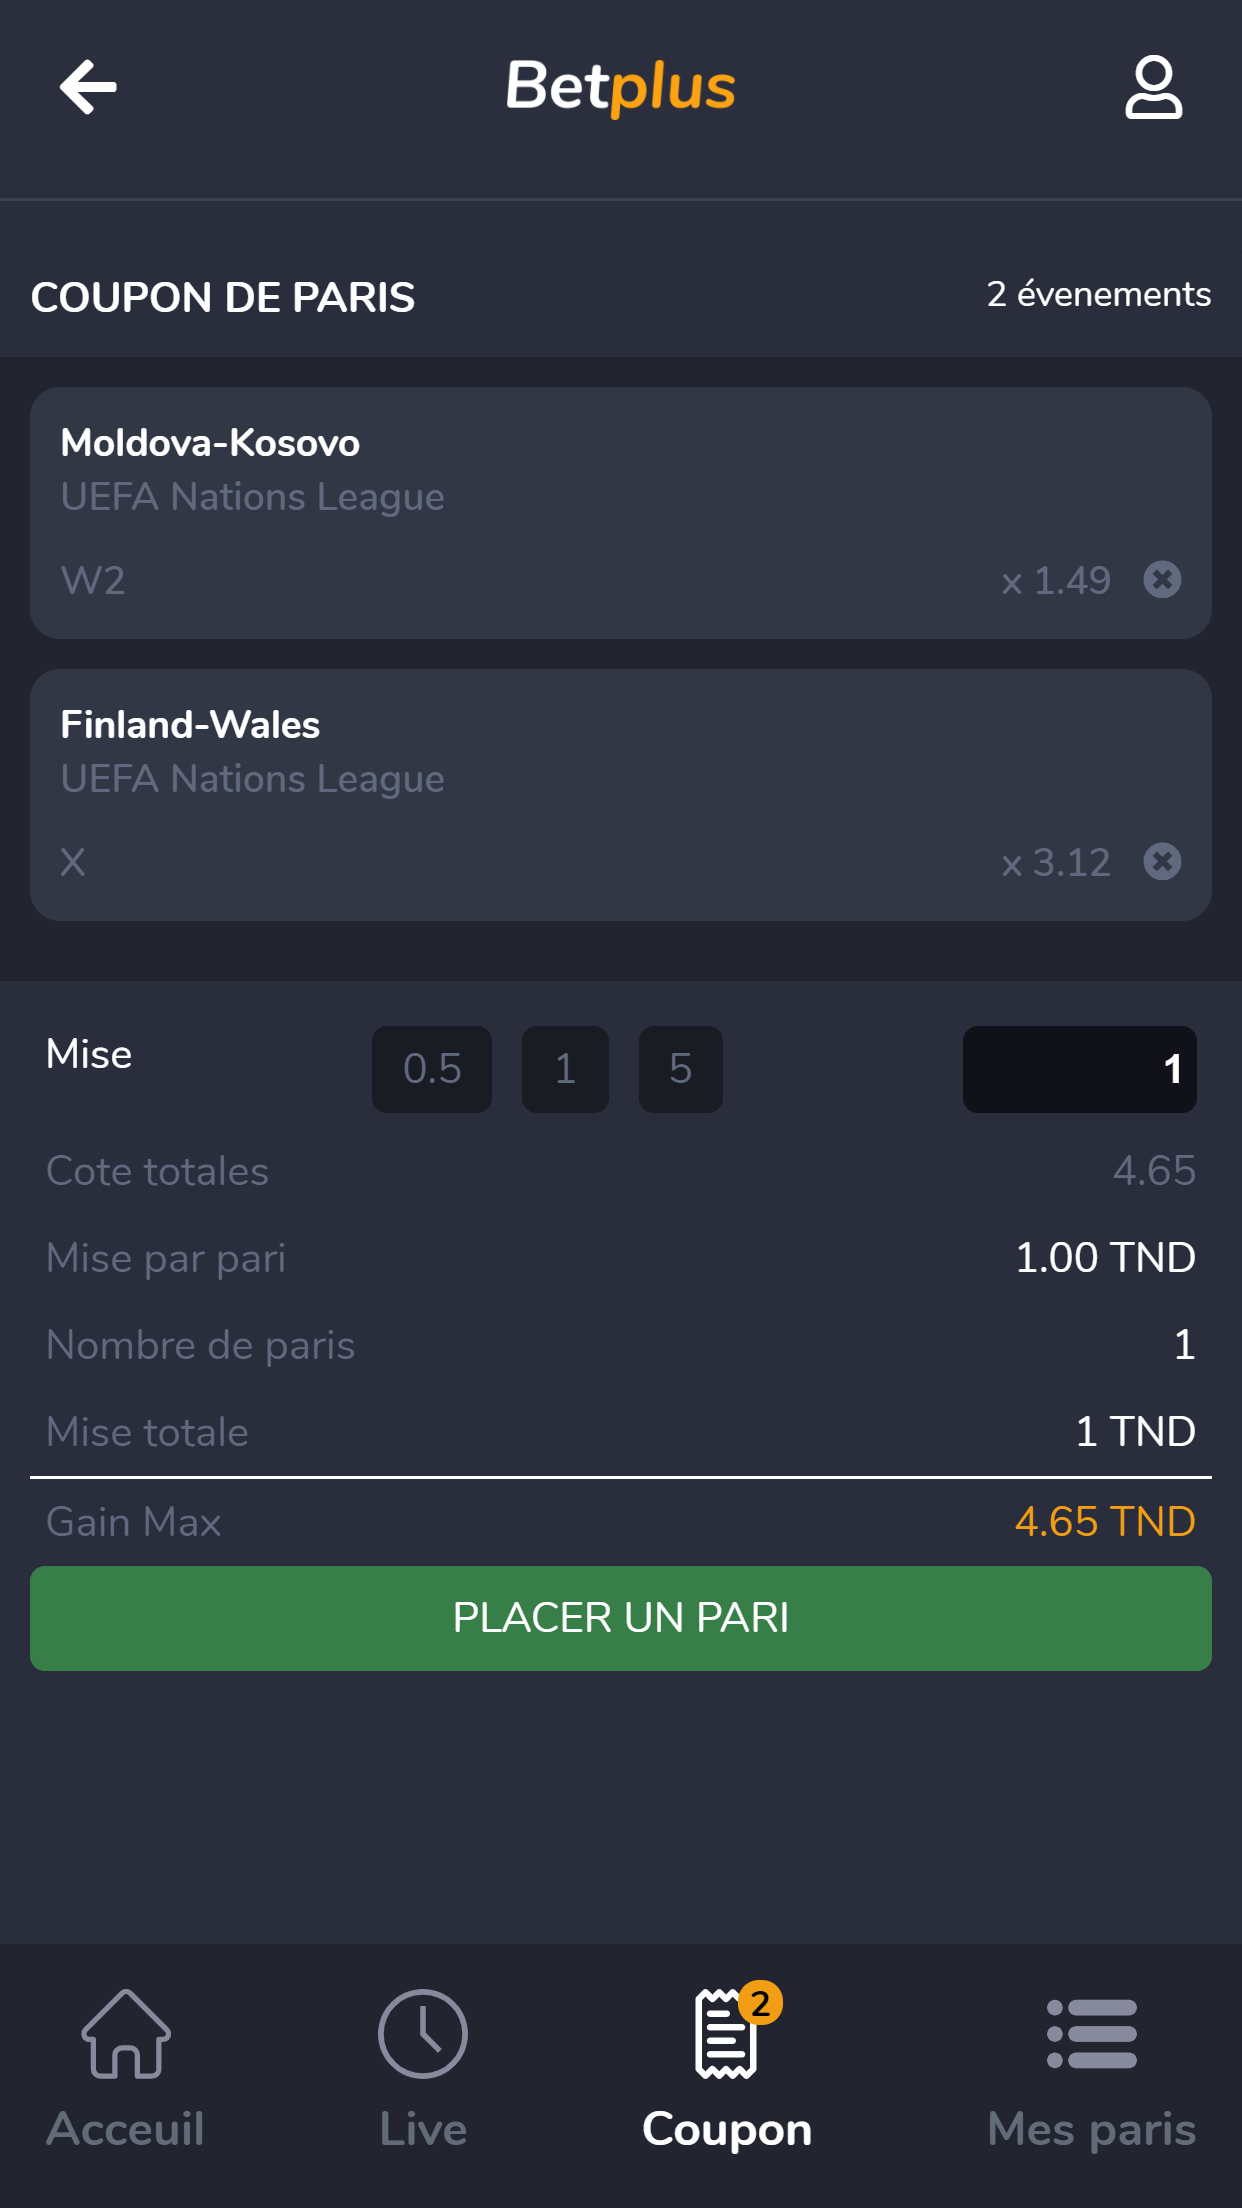 Betplus
COUPON DE PARIS
2 évenements
Moldova-Kosovo
UEFA Nations League
W2
x 1.49
Finland-Wales
UEFA Nations League
X
x 3.12
Mise
0.5
1
5
1
Cote totales
4.65
Mise par pari
1.00 TND
Nombre de paris
1
Mise totale
1 TND
Gain Max
4.65 TND
PLACER UN PARI
2
Acceuil
Live
Coupon
Mes paris